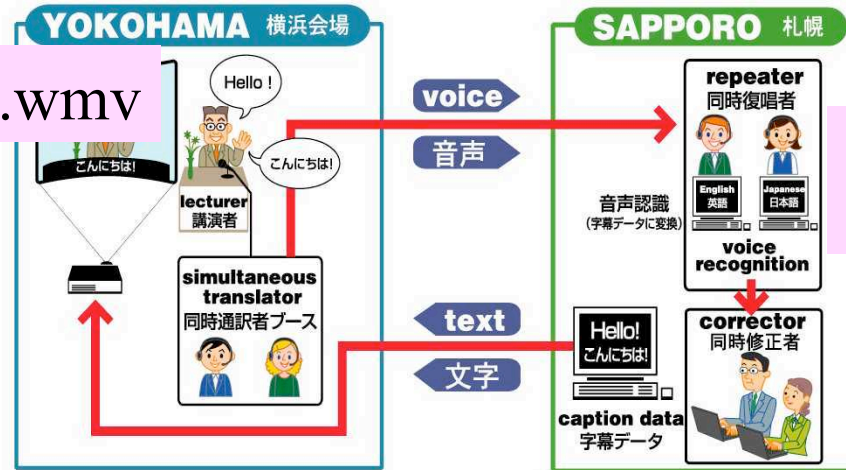 YOKOHAMA 横浜会場
.wmv
Hello !
こんにちは!
こんにちは!
lecturer
講演者
simultaneous
translator
同時通訳者ブース
voice
音声
text
文字
SAPPORO 札幌
repeater
同時復唱者
English
英語
Japanese
日本語
音声認識
(字幕データに変換)
voice
recognition
corrector
同時修正者
Hello!
こんにちは!
caption data
字幕データ